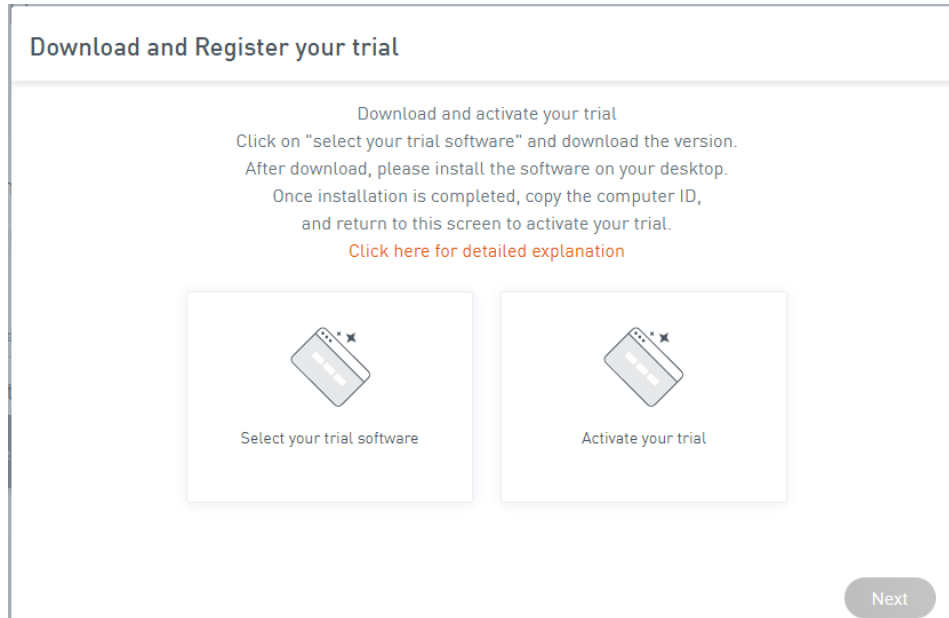 Download and Register your trial
Download and activate your trial
Click on "select your trial software" and download the version.
After download, please install the software on your desktop.
Once installation is completed, copy the computer ID,
and return to this screen to activate your trial.
Click here for detailed explanation
Select your trial software
Activate your trial
Next